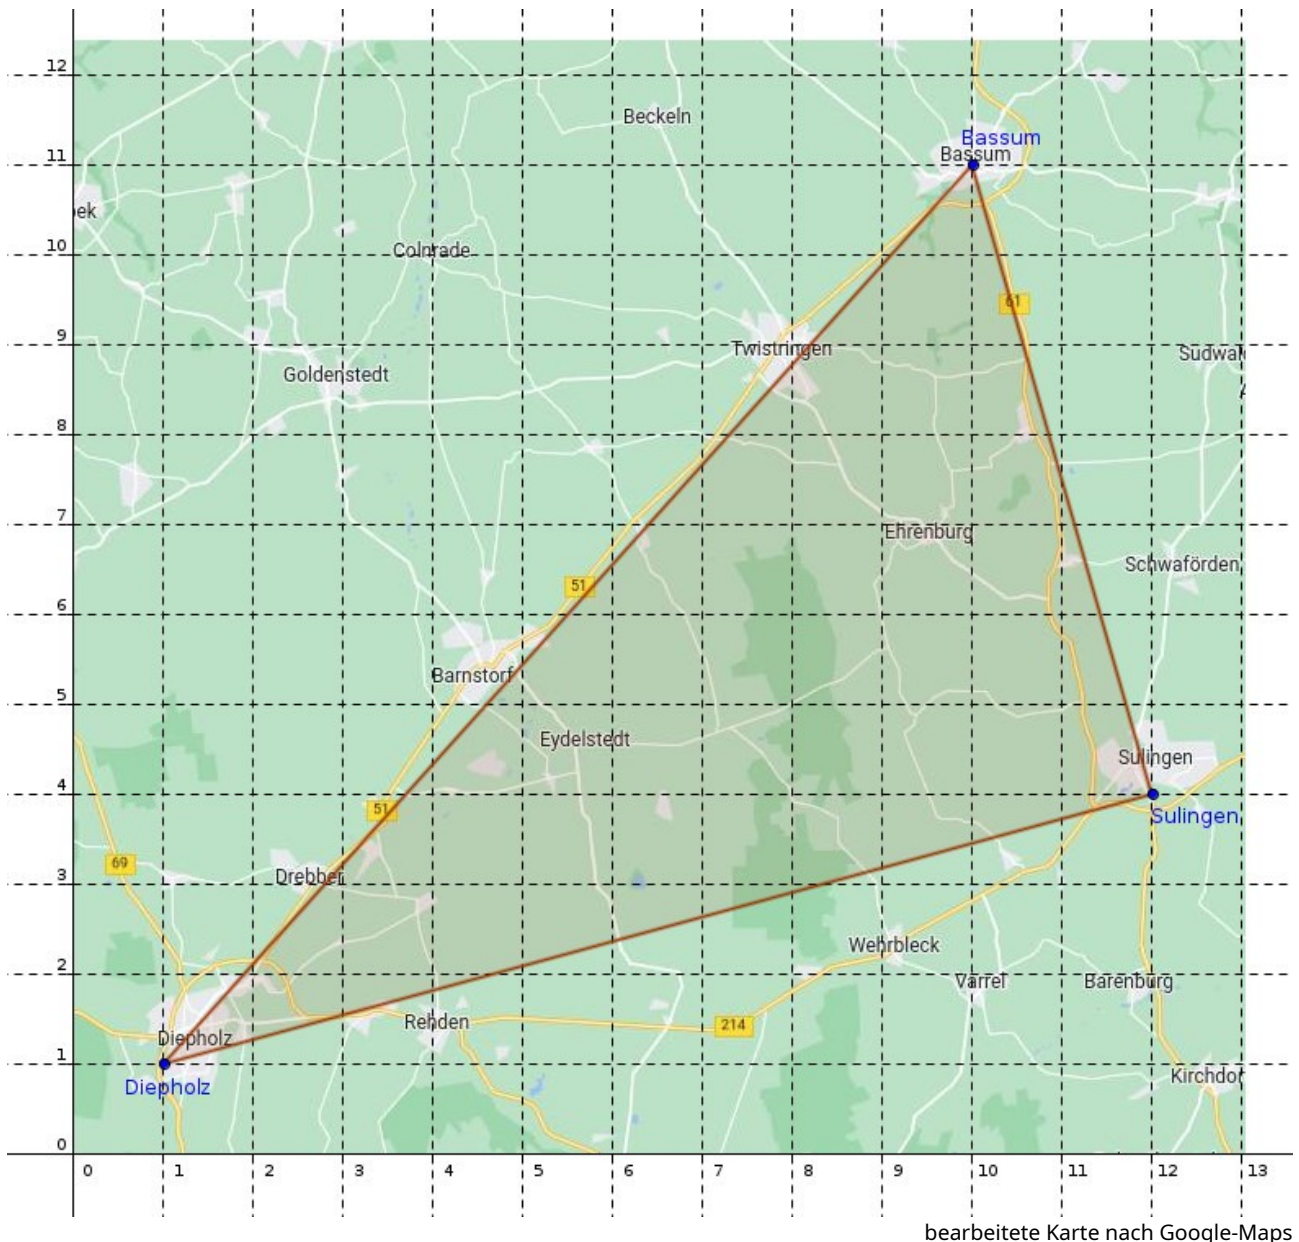 12
Beckeln
Bassum
Bassum
11
ek
10
Colnrade
61
9
Twistringen
Sudwal
Goldenstedt
8
7
Ehrenburg
Schwaförden
51
6
Barnstorf
5
Eydelstedt
Sulingen
4
51
Sulingen
69
3
Drebber
Wehrbleck
2
Varrel
Barenburg
Rehden
214
Diepholz
1
Diepholz
Kirchdor
0
0 1 2 3 4 5 6 7 8 9 10 11 12 13
bearbeitete Karte nach Google-Maps